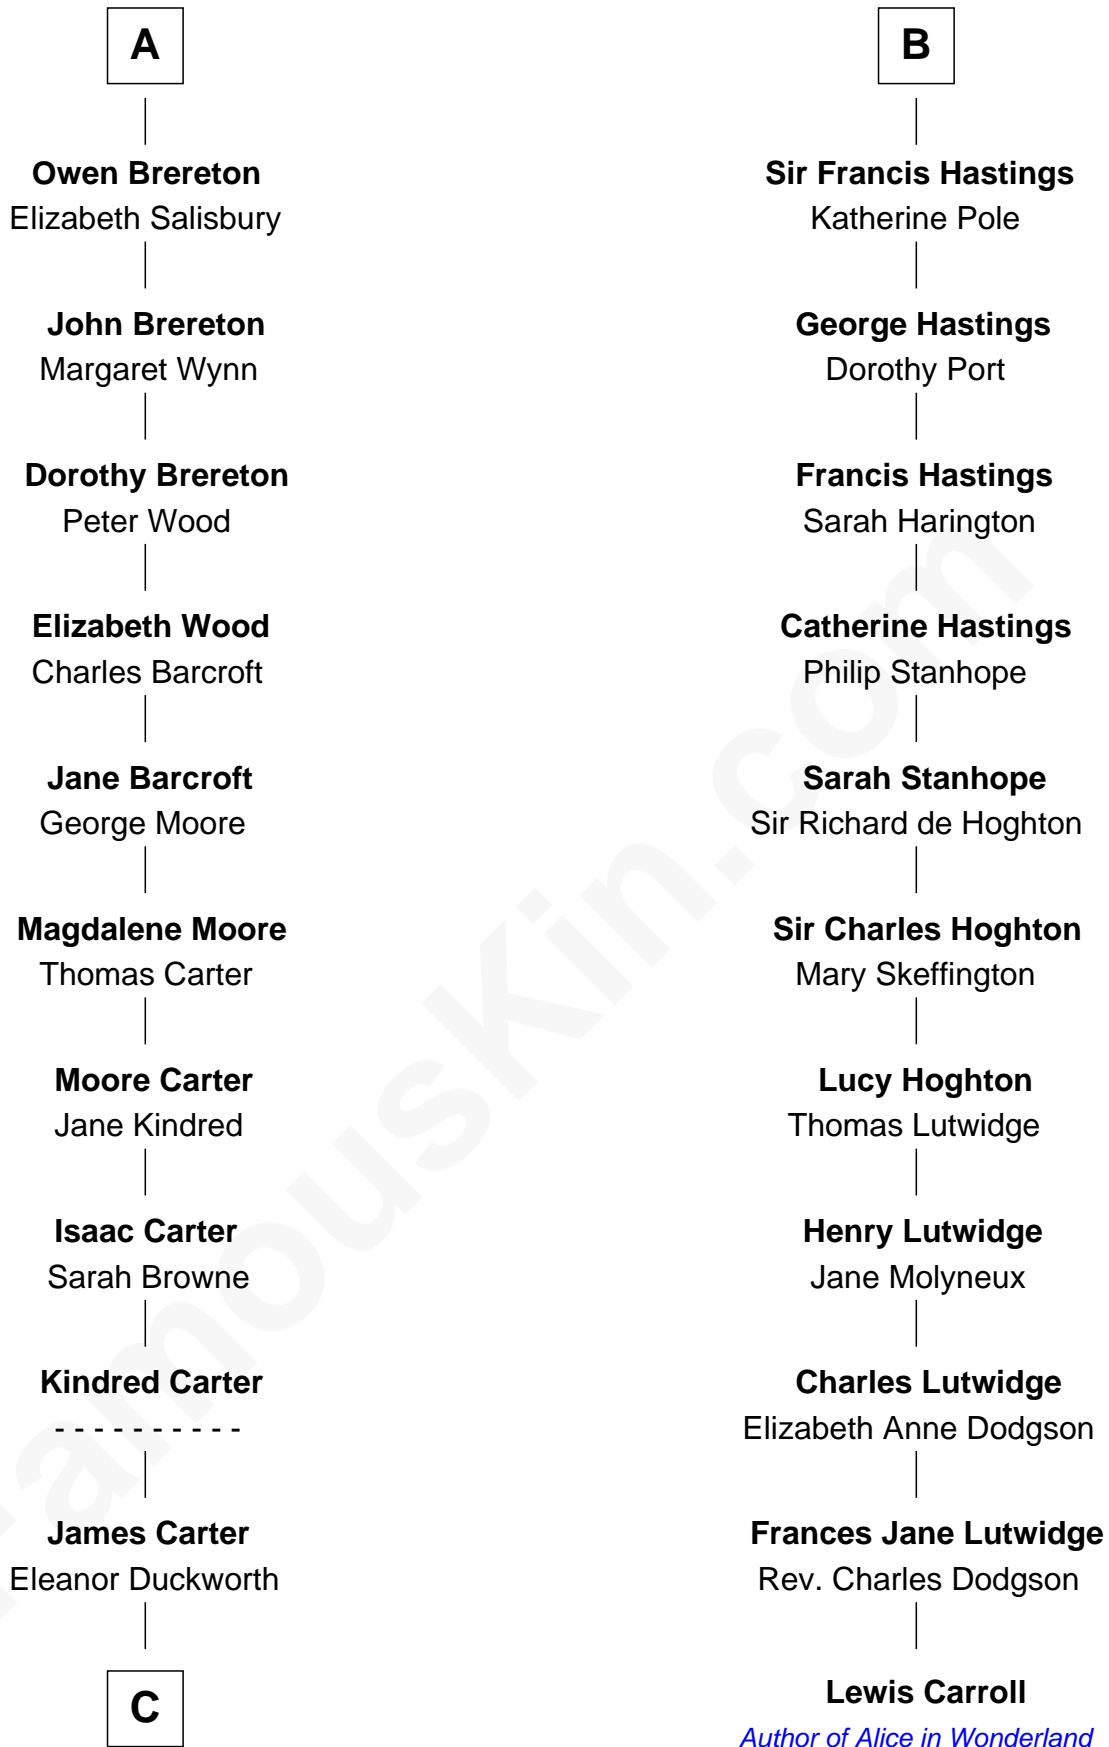 A
Owen Brereton
Elizabeth Salisbury
John Brereton
Margaret Wynn
Dorothy Brereton
Peter Wood
Elizabeth Wood
Charles Barcroft
Jane Barcroft
George Moore
Magdalene Moore
Thomas Carter
Moore Carter
Jane Kindred
Isaac Carter
Sarah Browne
Kindred Carter
- - - - - - - - - -
James Carter
Eleanor Duckworth
C
B
Sir Francis Hastings
Katherine Pole
George Hastings
Dorothy Port
Francis Hastings
Sarah Harington
Catherine Hastings
Philip Stanhope
Sarah Stanhope
Sir Richard de Hoghton
Sir Charles Hoghton
Mary Skeffington
Lucy Hoghton
Thomas Lutwidge
Henry Lutwidge
Jane Molyneux
Charles Lutwidge
Elizabeth Anne Dodgson
Frances Jane Lutwidge
Rev. Charles Dodgson
Lewis Carroll
Author of Alice in Wonderland
FamousKin.com